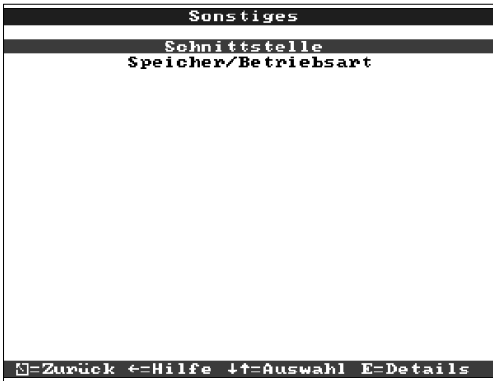 Sonstiges
Schnittstelle
Speicher/Betriebsart
=Zurück ←=Hilfe ↓↑=Auswahl E=Details